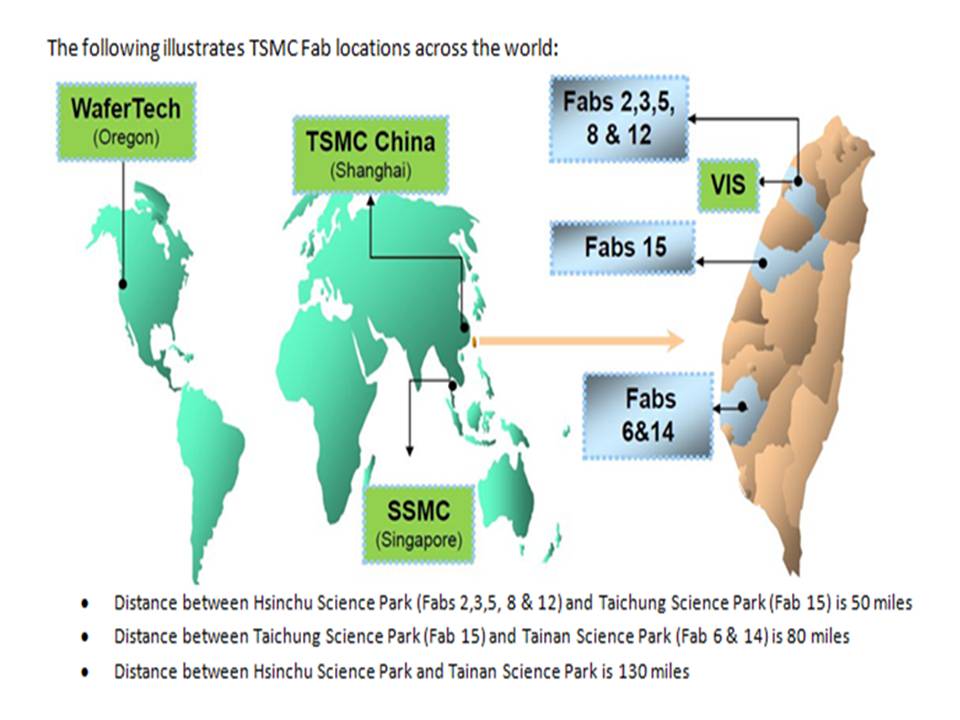 The following illustrates TSMC Fab locations across the world:
WaferTech
(Oregon)
TSMC China
(Shanghai)
Fabs 2,3,5,
8 & 12
VIS
Fabs 15
Fabs
6&14
SSMC
(Singapore)
• Distance between Hsinchu Science Park (Fabs 2,3,5, 8 & 12) and Taichung Science Park (Fab 15) is 50 miles
• Distance between Taichung Science Park (Fab 15) and Tainan Science Park (Fab 6 & 14) is 80 miles
• Distance between Hsinchu Science Park and Tainan Science Park is 130 miles